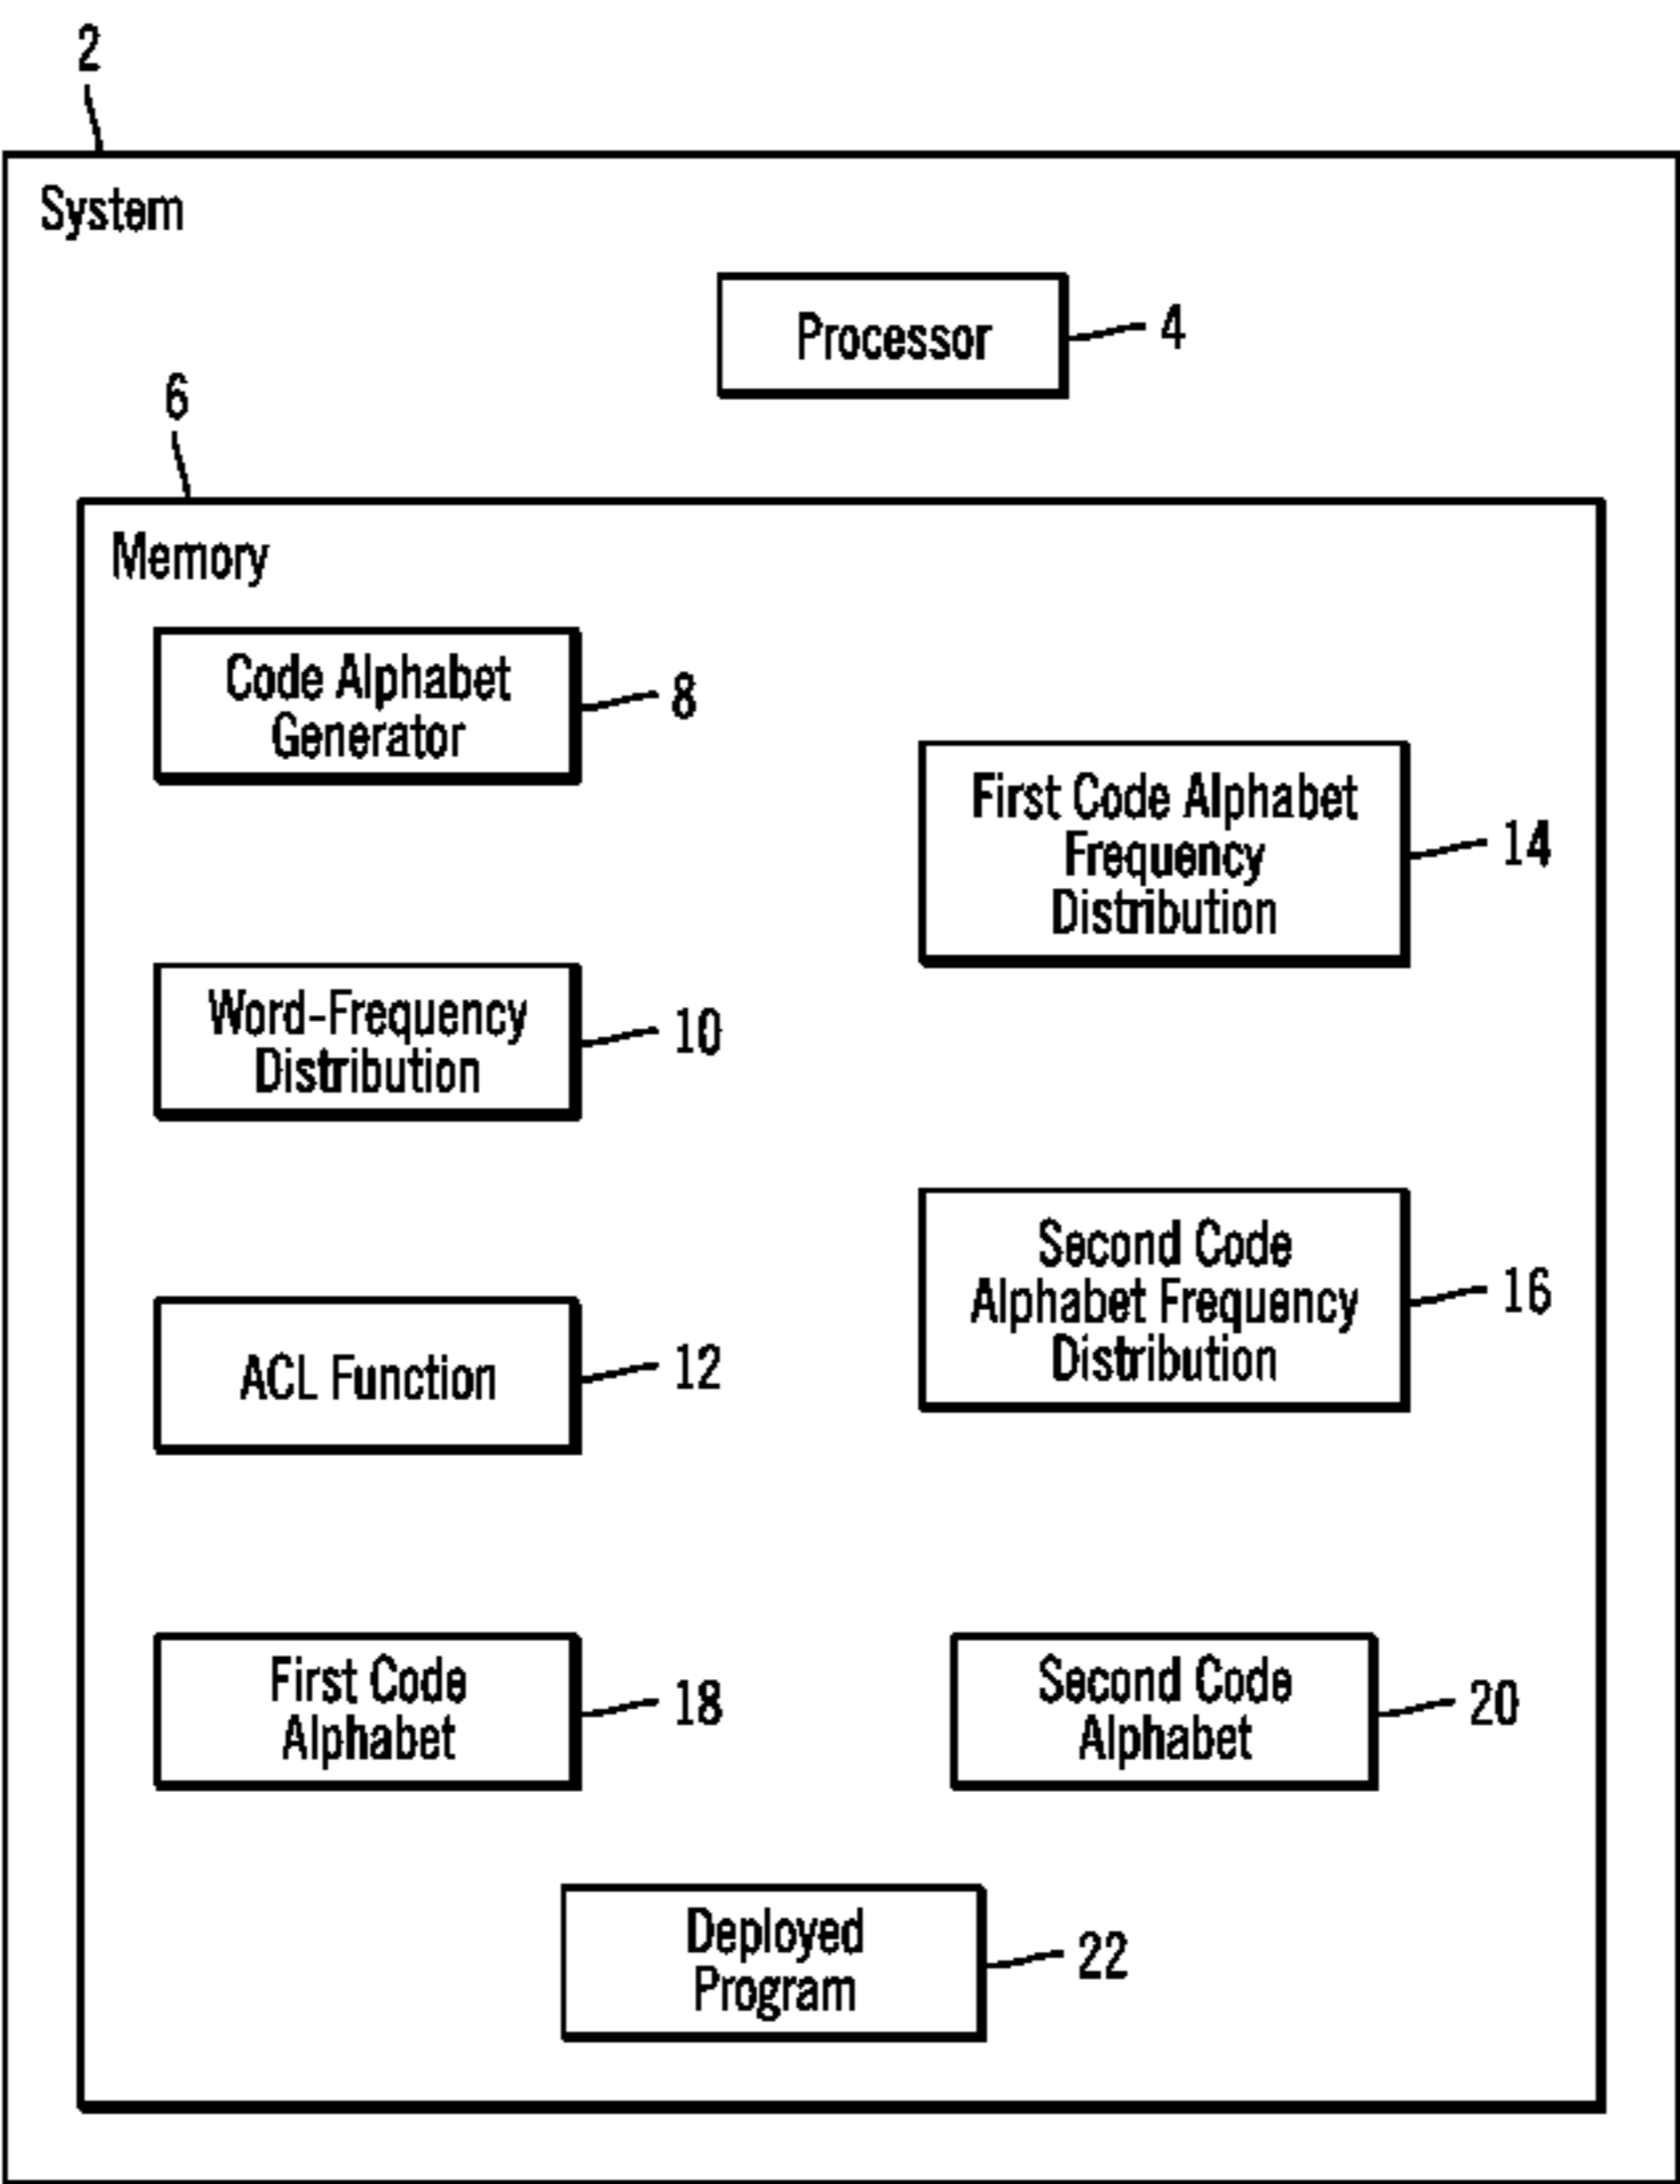 2
System
Processor
4
6
Memory
Code Alphabet
Generator
8
First Code Alphabet
Frequency
Distribution
14
Word-Frequency
Distribution
10
Second Code
Alphabet Frequency
Distribution
16
ACL Function
12
First Code
Alphabet
18
Second Code
Alphabet
20
Deployed
Program
22